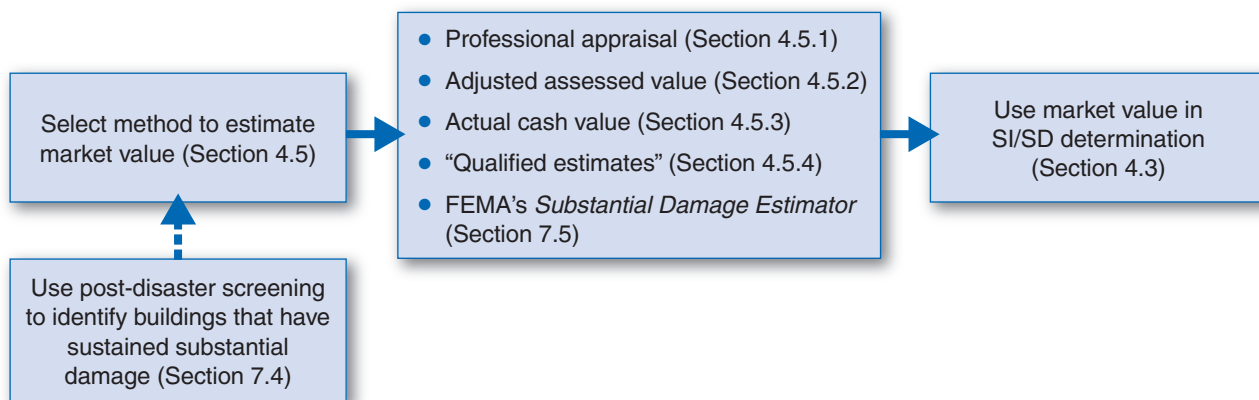 Select method to estimate
market value (Section 4.5)
Use post-disaster screening
to identify buildings that have
sustained substantial
damage (Section 7.4)
• Professional appraisal (Section 4.5.1)
• Adjusted assessed value (Section 4.5.2)
• Actual cash value (Section 4.5.3)
• “Qualified estimates” (Section 4.5.4)
• FEMA’s Substantial Damage Estimator
(Section 7.5)
Use market value in
SI/SD determination
(Section 4.3)